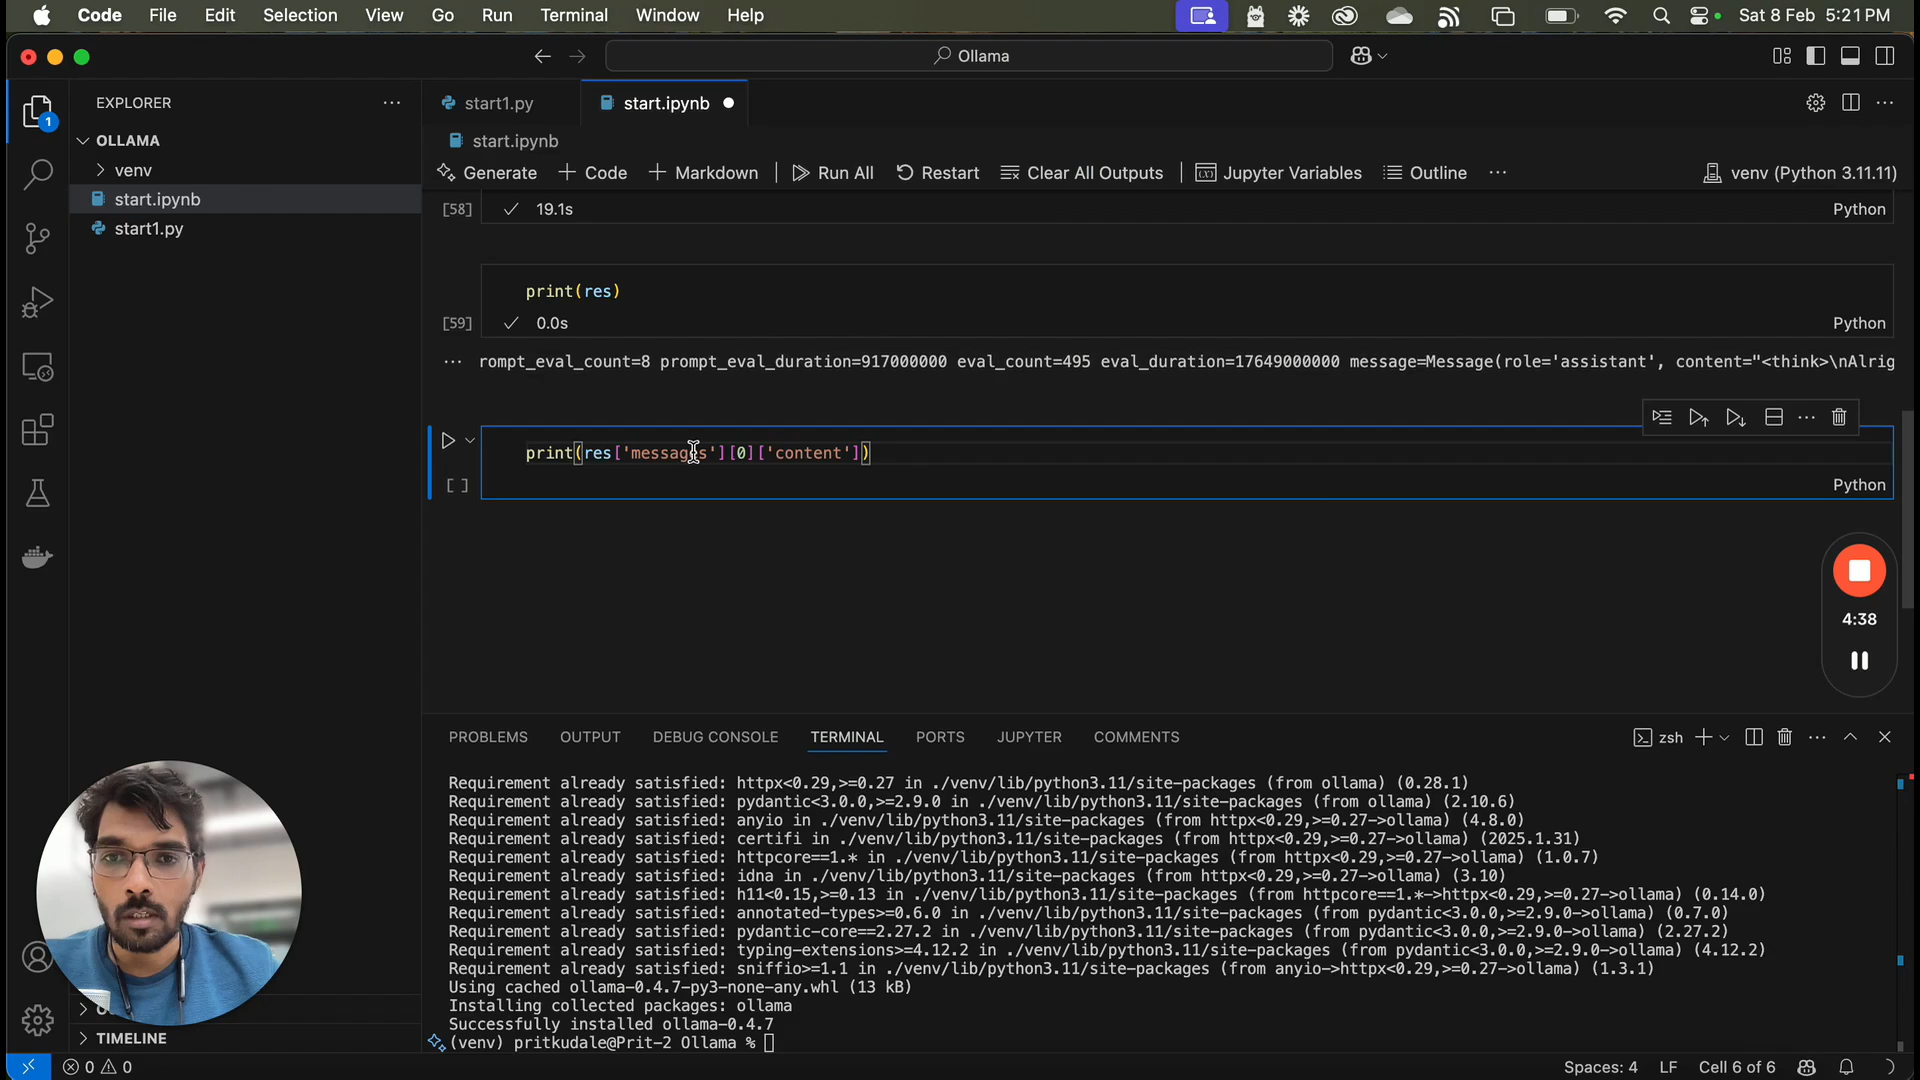 Code File Edit Selection View Go Run Terminal Window Help Sat 8 Feb 5:21 PM
Ollama
EXPLORER
OLLAMA
venv
start.ipynb
start1.py
1
start1.py start.ipynb
start.ipynb
Generate + Code + Markdown Run All Restart Clear All Outputs Jupyter Variables Outline ... venv (Python 3.11.11)
[58] ✓ 19.1s Python
print(res)
[59] ✓ 0.0s Python
... rompt_eval_count=8 prompt_eval_duration=917000000 eval_count=495 eval_duration=17649000000 message=Message(role='assistant', content="<think>\nAlrig
print(res['messages'][0]['content'])
[ ] Python
4:38
PROBLEMS OUTPUT DEBUG CONSOLE TERMINAL PORTS JUPYTER COMMENTS zsh
Requirement already satisfied: httpx<0.29,>=0.27 in ./venv/lib/python3.11/site-packages (from ollama) (0.28.1)
Requirement already satisfied: pydantic<3.0.0,>=2.9.0 in ./venv/lib/python3.11/site-packages (from ollama) (2.10.6)
Requirement already satisfied: anyio in ./venv/lib/python3.11/site-packages (from httpx<0.29,>=0.27->ollama) (4.8.0)
Requirement already satisfied: certifi in ./venv/lib/python3.11/site-packages (from httpx<0.29,>=0.27->ollama) (2025.1.31)
Requirement already satisfied: httpcore==1.* in ./venv/lib/python3.11/site-packages (from httpx<0.29,>=0.27->ollama) (1.0.7)
Requirement already satisfied: idna in ./venv/lib/python3.11/site-packages (from httpx<0.29,>=0.27->ollama) (3.10)
Requirement already satisfied: h11<0.15,>=0.13 in ./venv/lib/python3.11/site-packages (from httpcore==1.*->httpx<0.29,>=0.27->ollama) (0.14.0)
Requirement already satisfied: annotated-types>=0.6.0 in ./venv/lib/python3.11/site-packages (from pydantic<3.0.0,>=2.9.0->ollama) (0.7.0)
Requirement already satisfied: pydantic-core==2.27.2 in ./venv/lib/python3.11/site-packages (from pydantic<3.0.0,>=2.9.0->ollama) (2.27.2)
Requirement already satisfied: typing-extensions>=4.12.2 in ./venv/lib/python3.11/site-packages (from pydantic<3.0.0,>=2.9.0->ollama) (4.12.2)
Requirement already satisfied: sniffio>=1.1 in ./venv/lib/python3.11/site-packages (from anyio->httpx<0.29,>=0.27->ollama) (1.3.1)
Using cached ollama-0.4.7-py3-none-any.whl (13 kB)
Installing collected packages: ollama
Successfully installed ollama-0.4.7
(venv) pritkudale@Prit-2 Ollama %
TIMELINE
0 0 Spaces: 4 LF Cell 6 of 6